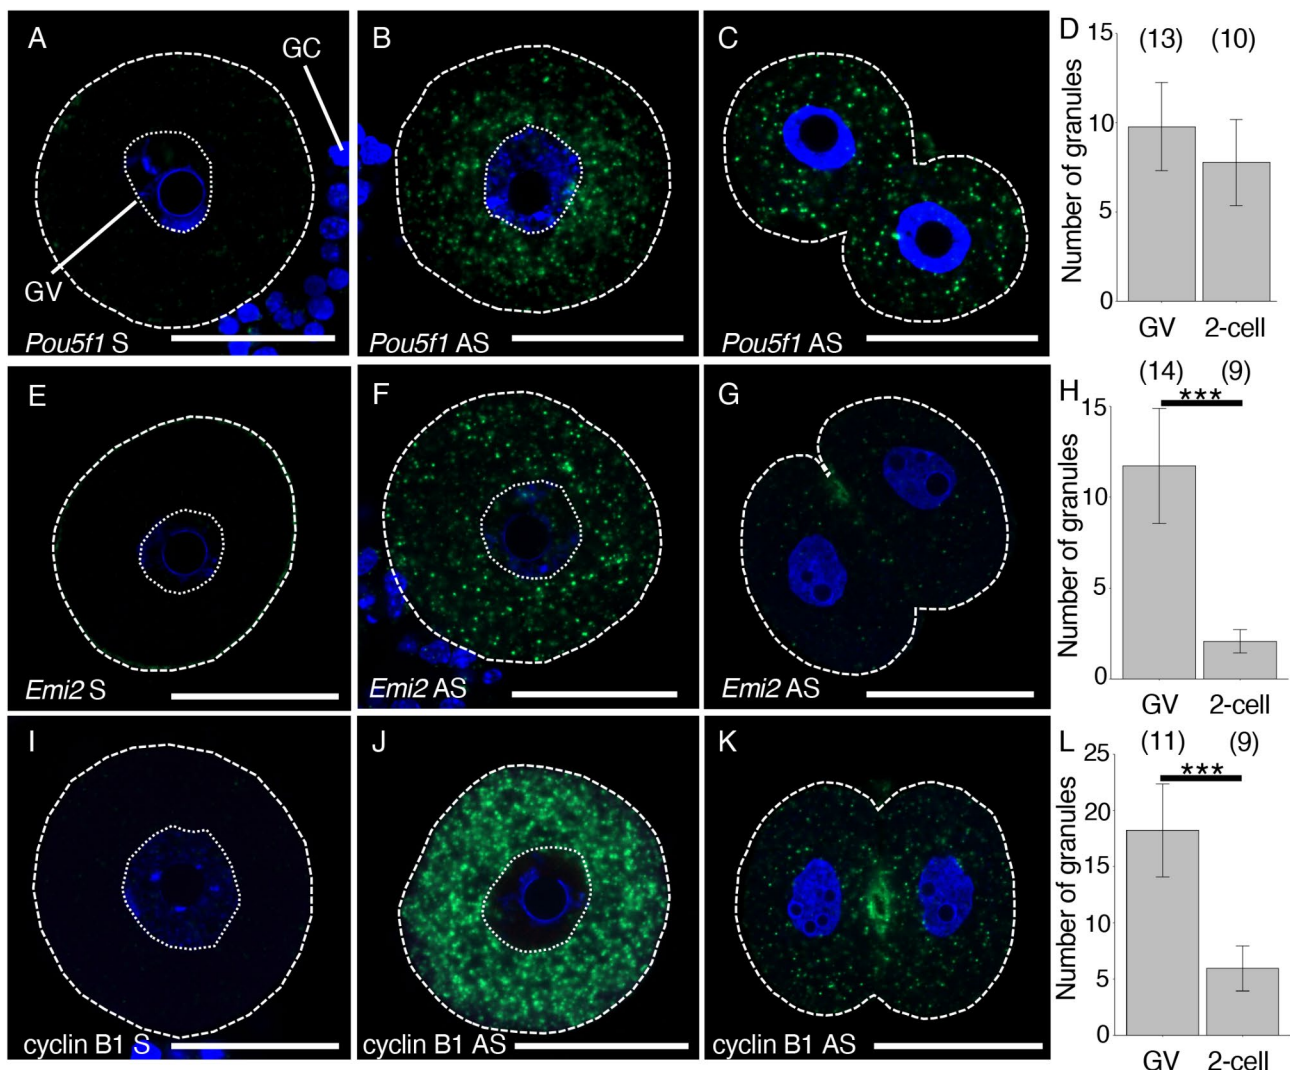 A
GC
GV
Pou5f1 S
B
Pou5f1 AS
C
Pou5f1 AS
D
(13) (10)
Number of granules
15
10
5
0
GV 2-cell
E
Emi2 S
F
Emi2 AS
G
Emi2 AS
H
(14) (9)
***
Number of granules
15
10
5
0
GV 2-cell
I
cyclin B1 S
J
cyclin B1 AS
K
cyclin B1 AS
L
(11) (9)
***
Number of granules
25
20
15
10
5
0
GV 2-cell